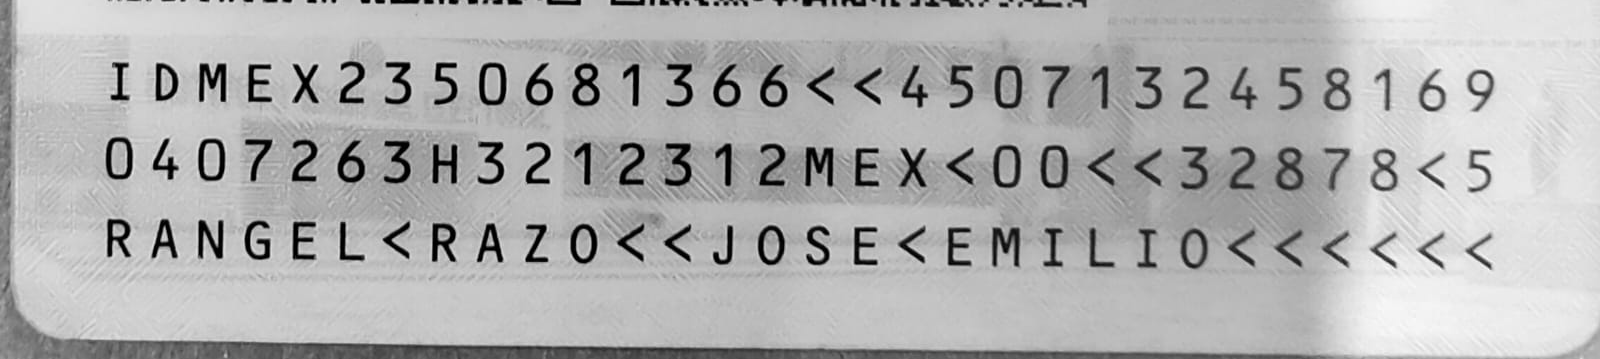 IDMEX2350681366<<4507132458169
0407263H3212312MEX<00<<32878<5
RANGEL<RAZO<<JOSE<EMILIO<<<<<<